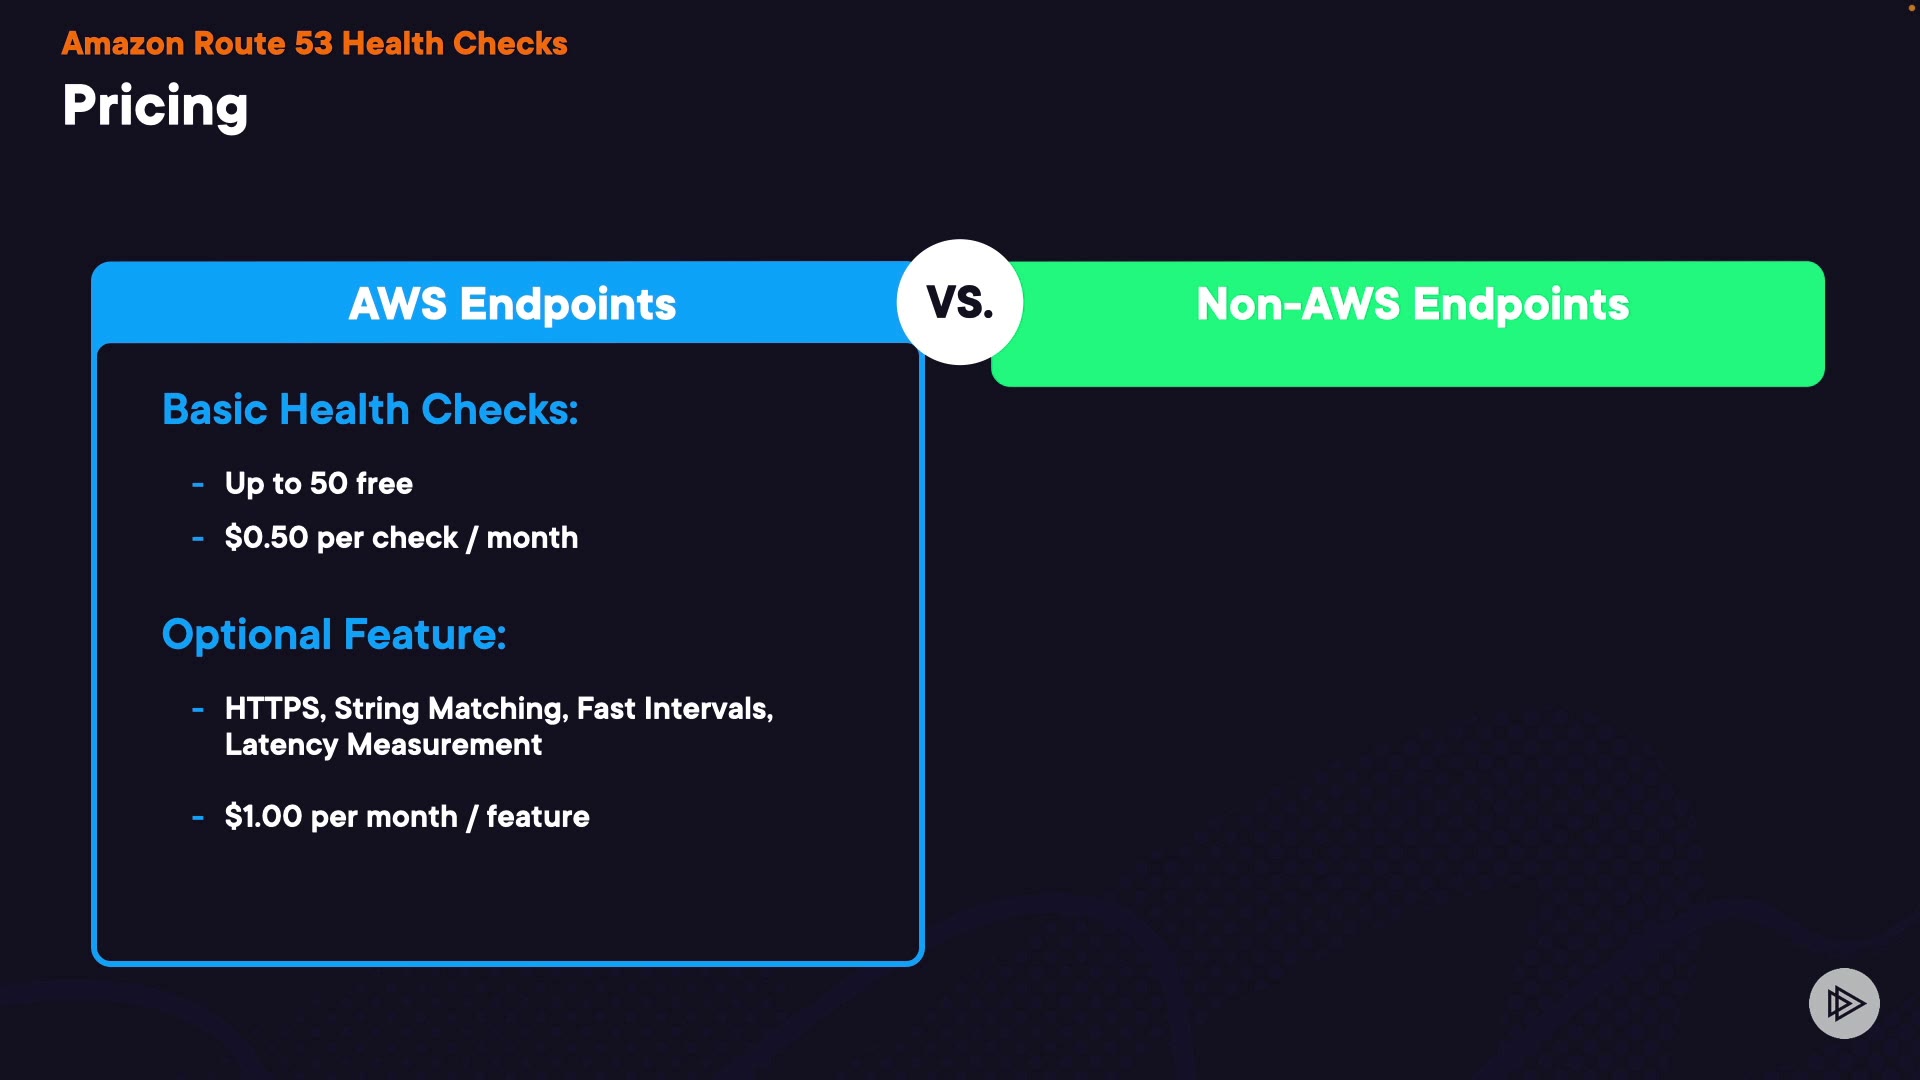 Amazon Route 53 Health Checks
Pricing
AWS Endpoints
VS.
Non-AWS Endpoints
Basic Health Checks:
- Up to 50 free
- $0.50 per check / month
Optional Feature:
- HTTPS, String Matching, Fast Intervals,
Latency Measurement
- $1.00 per month / feature